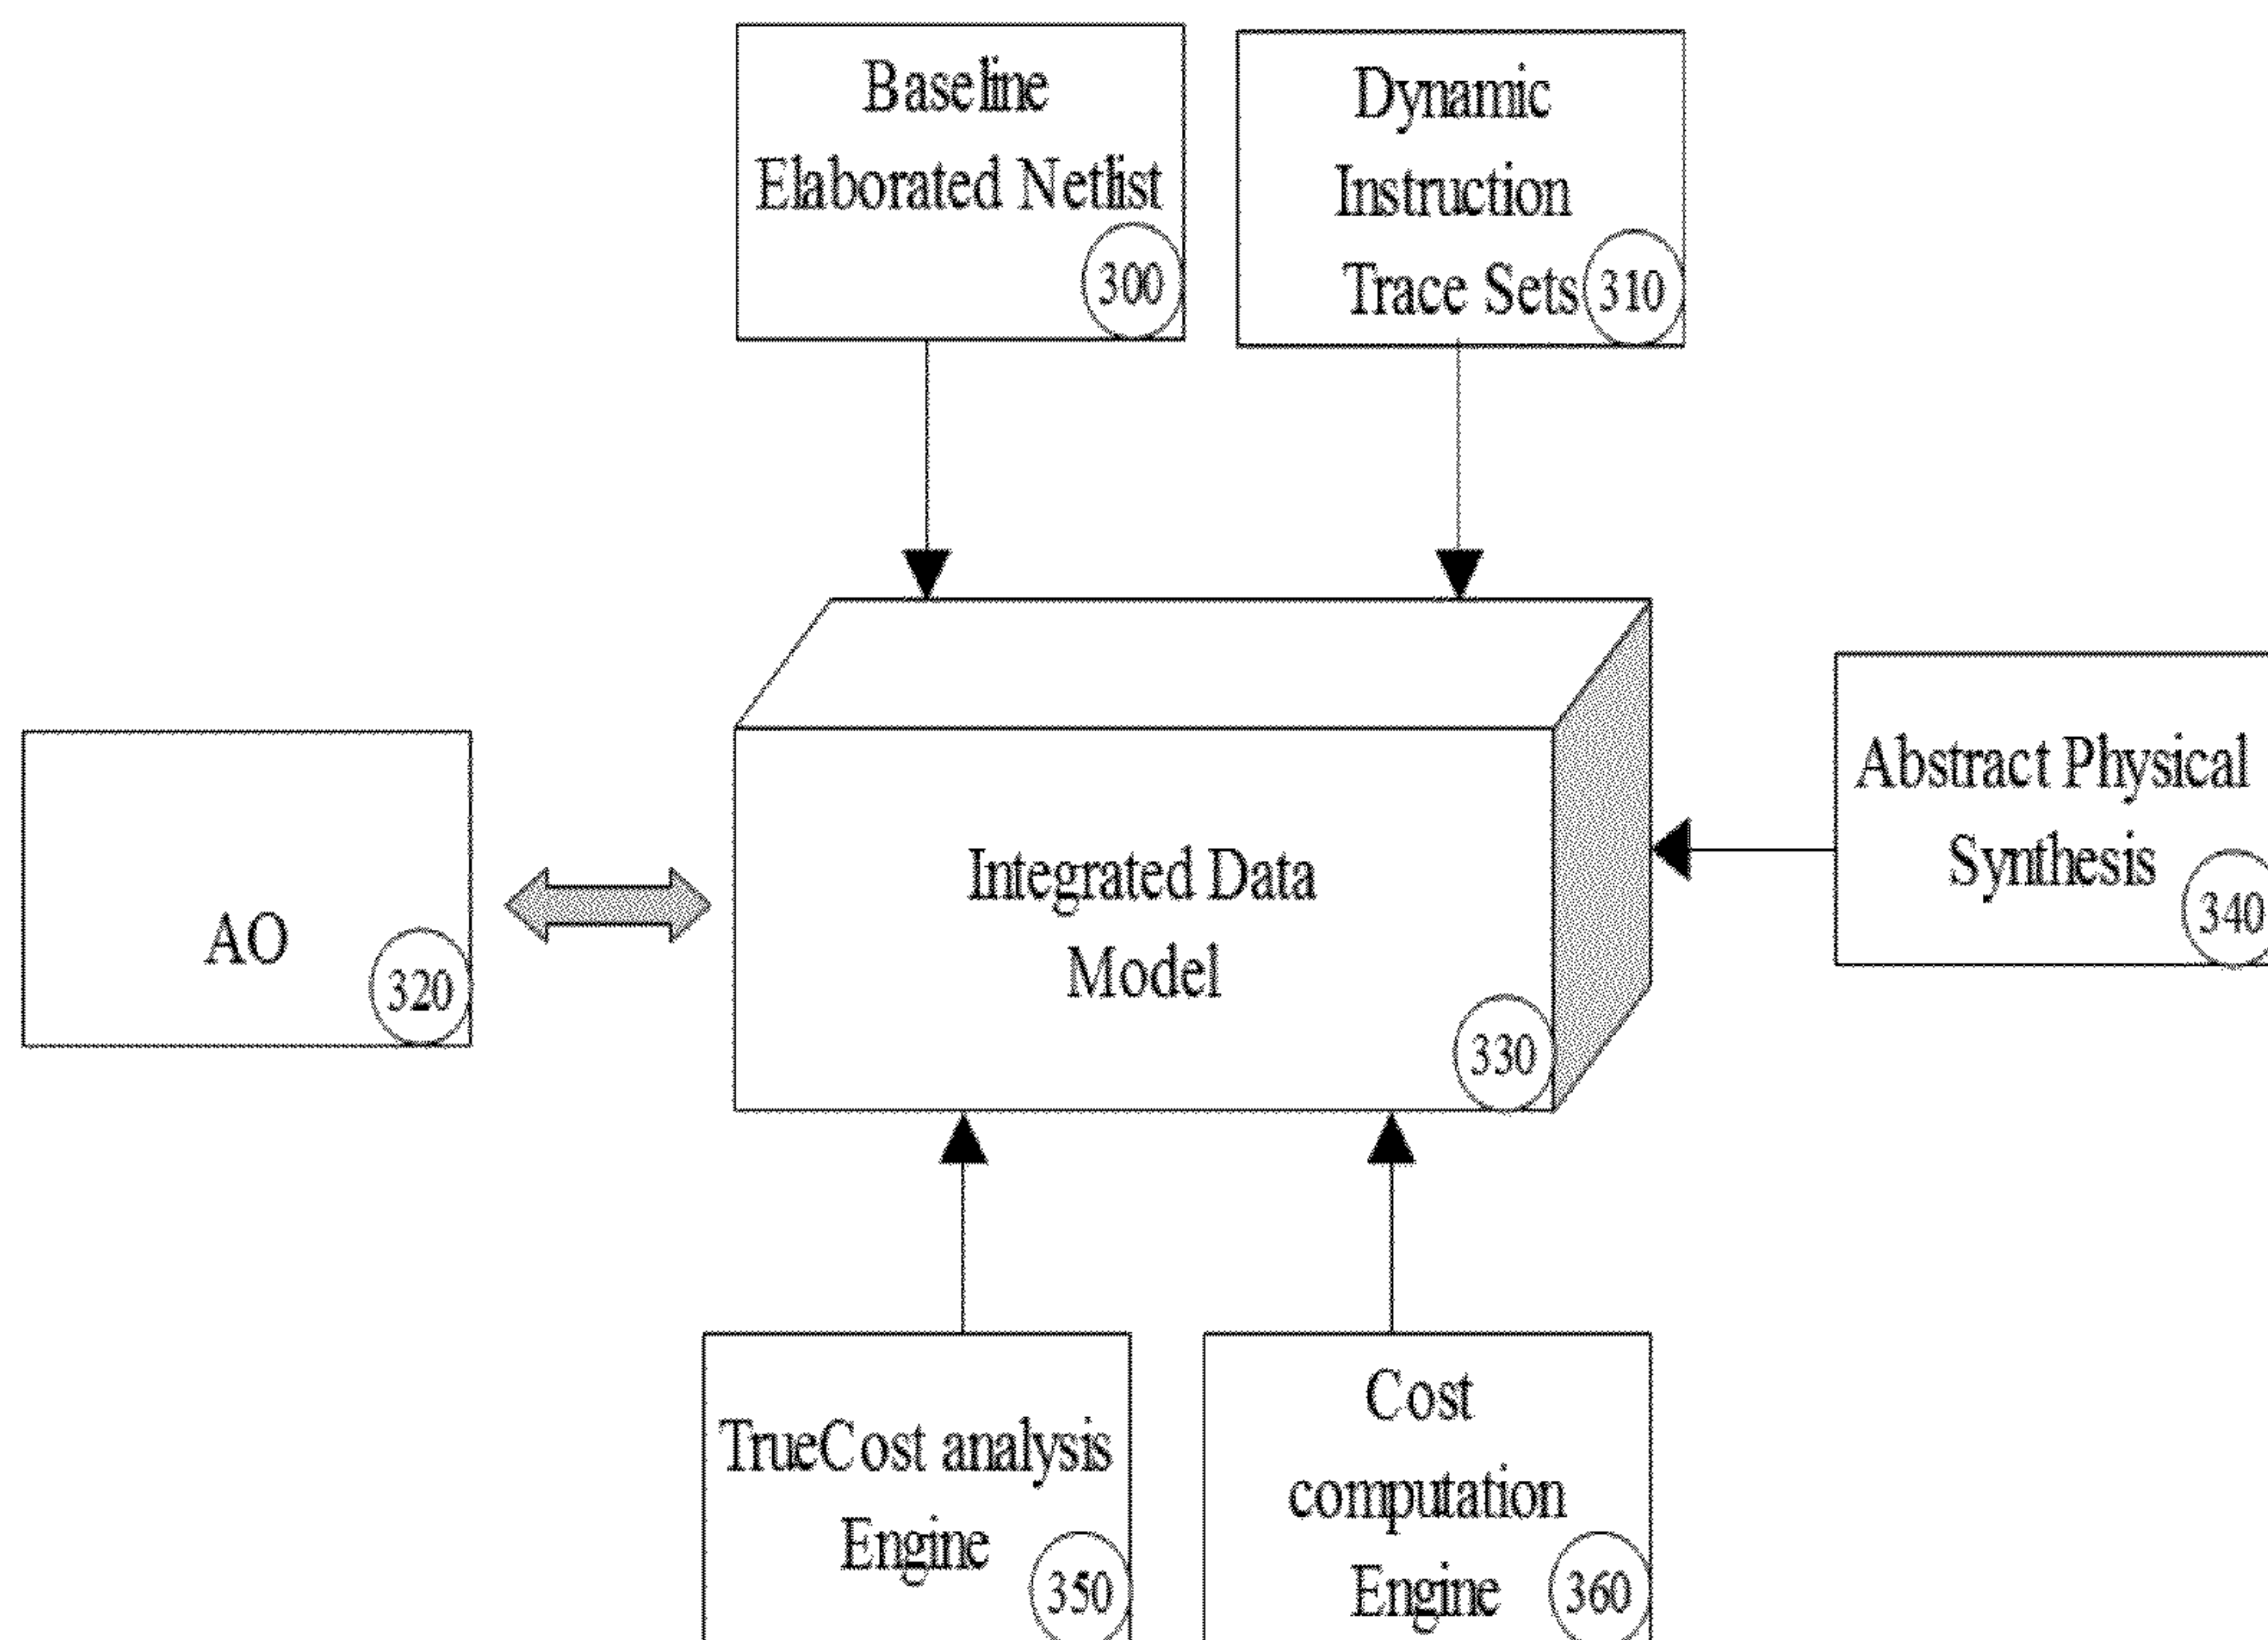 Baseline
Elaborated Netlist
300
Dynamic
Instruction
Trace Sets
310
AO
320
Integrated Data
Model
330
Abstract Physical
Synthesis
340
TrueCost analysis
Engine
350
Cost
computation
Engine
360